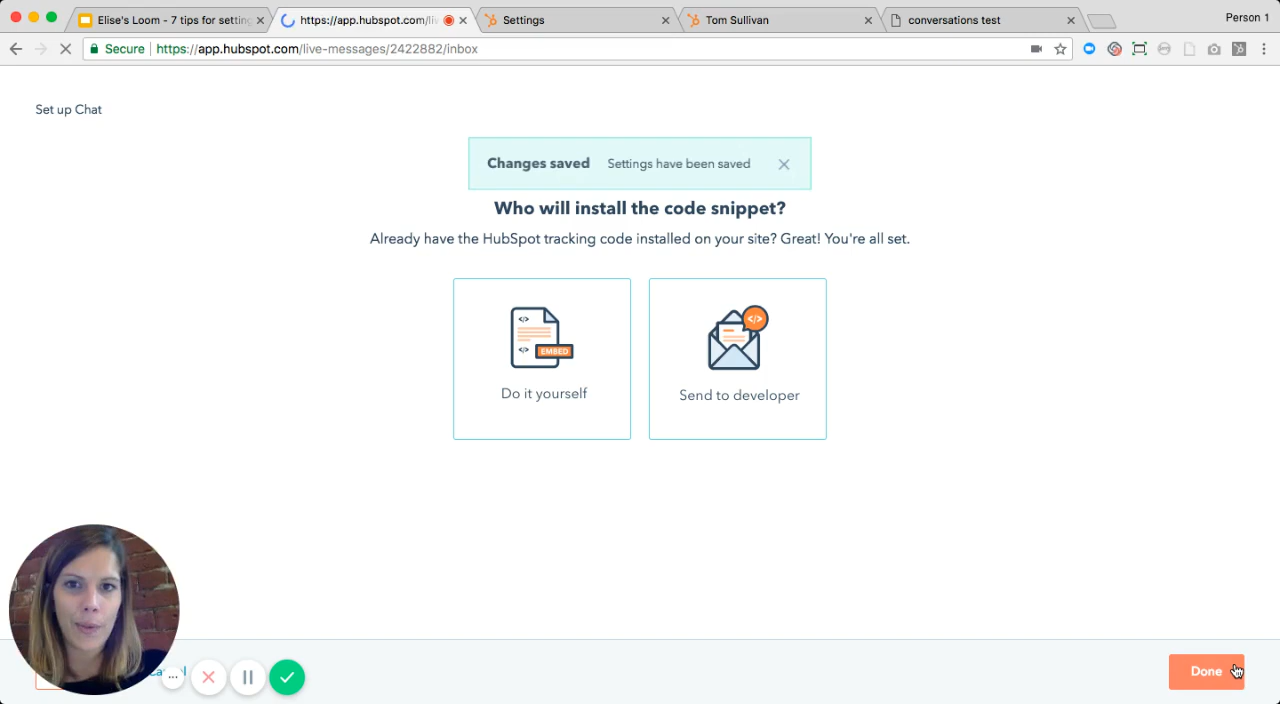 Elise's Loom - 7 tips for setting
https://app.hubspot.com/liv
Settings
Tom Sullivan
conversations test
Person 1
Secure
https://app.hubspot.com/live-messages/2422882/inbox
Set up Chat
Changes saved Settings have been saved
Who will install the code snippet?
Already have the HubSpot tracking code installed on your site? Great! You're all set.
EMBED
Do it yourself
Send to developer
Done